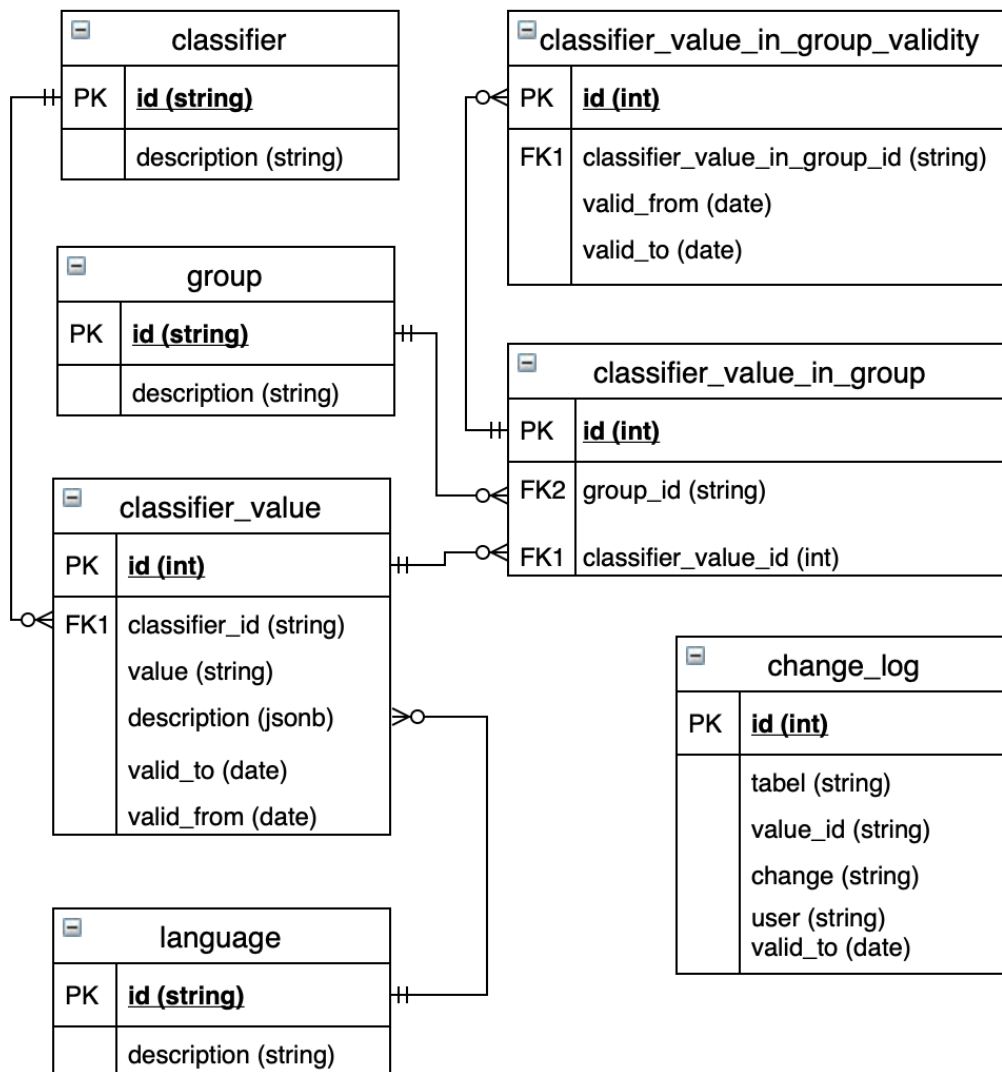 classifier
PK id (string)
description (string)
classifier_value_in_group_validity
PK id (int)
FK1 classifier_value_in_group_id (string)
valid_from (date)
valid_to (date)
group
PK id (string)
description (string)
classifier_value_in_group
PK id (int)
FK2 group_id (string)
FK1 classifier_value_id (int)
classifier_value
PK id (int)
FK1 classifier_id (string)
value (string)
description (jsonb)
valid_to (date)
valid_from (date)
change_log
PK id (int)
tabel (string)
value_id (string)
change (string)
user (string)
valid_to (date)
language
PK id (string)
description (string)